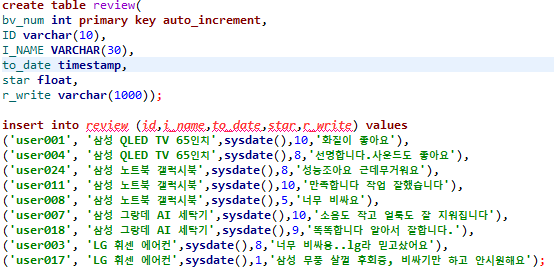 create table review(
bv_num int primary key auto_increment,
ID varchar(10),
I_NAME VARCHAR(30),
to_date timestamp,
star float,
r_write varchar(1000));
insert into review (id,i_name,to_date,star,r_write) values
('user001', '삼성 QLED TV 65인치',sysdate(),10,'화질이 좋아요'),
('user004', '삼성 QLED TV 65인치',sysdate(),8,'선명합니다.사운드도 좋아요'),
('user024', '삼성 노트북 갤럭시북',sysdate(),8,'성능조아요 근데무거워요'),
('user011', '삼성 노트북 갤럭시북',sysdate(),10,'만족합니다 작업 잘했습니다'),
('user008', '삼성 노트북 갤럭시북',sysdate(),5,'너무 비싸요'),
('user007', '삼성 그랑데 AI 세탁기',sysdate(),10,'소음도 작고 얼룩도 잘 지워집니다'),
('user018', '삼성 그랑데 AI 세탁기',sysdate(),9,'똑똑합니다 알아서 잘합니다.'),
('user003', 'LG 휘센 에어컨',sysdate(),8,'너무 비싸용..lg라 믿고샀어요'),
('user017', 'LG 휘센 에어컨',sysdate(),1,'삼성 무풍 살껄 후회중, 비싸기만 하고 안시원해요');